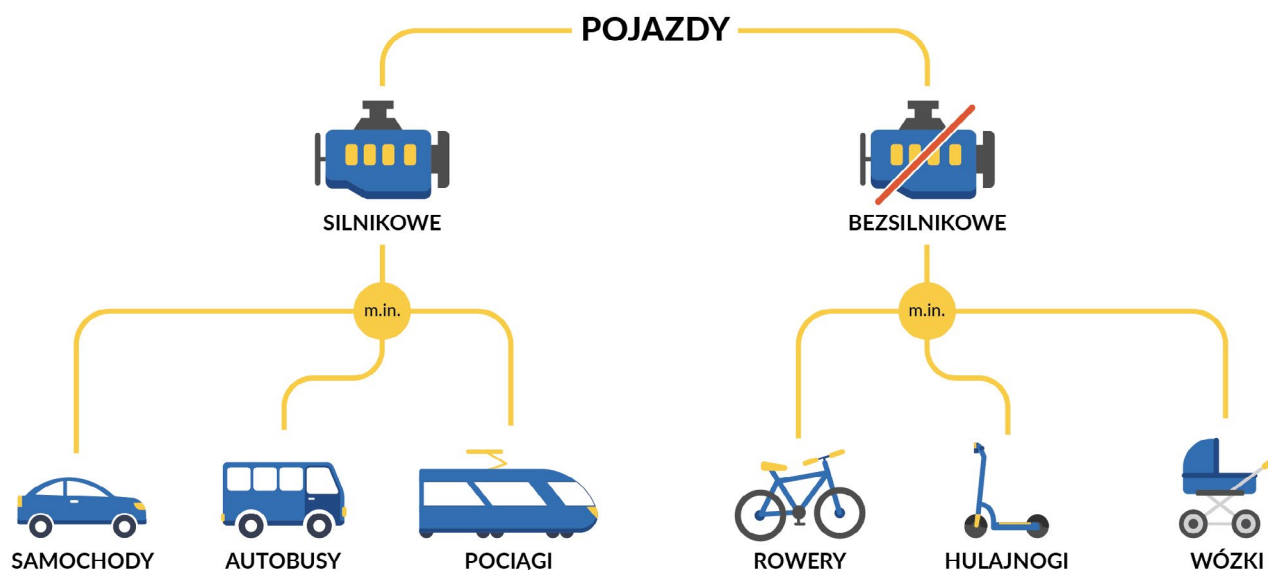 POJAZDY
SILNIKOWE
BEZSILNIKOWE
m.in.
m.in.
SAMOCHODY
AUTOBUSY
POCIĄGI
ROWERY
HULAJNOGI
WÓZKI